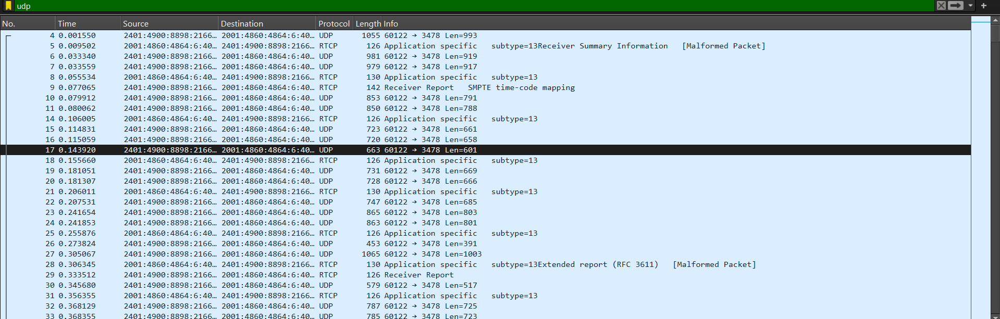 udp
No. Time Source Destination Protocol Length Info
4 0.001550 2401:4900:8898:2166… 2001:4860:4864:6:40… UDP 1055 60122 → 3478 Len=993
5 0.009502 2001:4860:4864:6:40… 2401:4900:8898:2166… RTCP 126 Application specific subtype=13Receiver Summary Information [Malformed Packet]
6 0.033340 2401:4900:8898:2166… 2001:4860:4864:6:40… UDP 981 60122 → 3478 Len=919
7 0.033559 2401:4900:8898:2166… 2001:4860:4864:6:40… UDP 979 60122 → 3478 Len=917
8 0.055534 2001:4860:4864:6:40… 2401:4900:8898:2166… RTCP 130 Application specific subtype=13
9 0.077065 2401:4900:8898:2166… 2001:4860:4864:6:40… RTCP 142 Receiver Report SMPTE time-code mapping
10 0.079912 2401:4900:8898:2166… 2001:4860:4864:6:40… UDP 853 60122 → 3478 Len=791
11 0.080062 2401:4900:8898:2166… 2001:4860:4864:6:40… UDP 850 60122 → 3478 Len=788
14 0.106005 2001:4860:4864:6:40… 2401:4900:8898:2166… RTCP 126 Application specific subtype=13
15 0.114831 2401:4900:8898:2166… 2001:4860:4864:6:40… UDP 723 60122 → 3478 Len=661
16 0.115059 2401:4900:8898:2166… 2001:4860:4864:6:40… UDP 720 60122 → 3478 Len=658
17 0.143920 2401:4900:8898:2166… 2001:4860:4864:6:40… UDP 663 60122 → 3478 Len=601
18 0.155660 2001:4860:4864:6:40… 2401:4900:8898:2166… RTCP 126 Application specific subtype=13
19 0.181051 2401:4900:8898:2166… 2001:4860:4864:6:40… UDP 731 60122 → 3478 Len=669
20 0.181307 2401:4900:8898:2166… 2001:4860:4864:6:40… UDP 728 60122 → 3478 Len=666
21 0.206011 2001:4860:4864:6:40… 2401:4900:8898:2166… RTCP 130 Application specific subtype=13
22 0.207531 2401:4900:8898:2166… 2001:4860:4864:6:40… UDP 747 60122 → 3478 Len=685
23 0.241654 2401:4900:8898:2166… 2001:4860:4864:6:40… UDP 865 60122 → 3478 Len=803
24 0.241853 2401:4900:8898:2166… 2001:4860:4864:6:40… UDP 863 60122 → 3478 Len=801
25 0.255876 2001:4860:4864:6:40… 2401:4900:8898:2166… RTCP 126 Application specific subtype=13
26 0.273824 2401:4900:8898:2166… 2001:4860:4864:6:40… UDP 453 60122 → 3478 Len=391
27 0.305067 2401:4900:8898:2166… 2001:4860:4864:6:40… UDP 1065 60122 → 3478 Len=1003
28 0.306345 2001:4860:4864:6:40… 2401:4900:8898:2166… RTCP 130 Application specific subtype=13Extended report (RFC 3611) [Malformed Packet]
29 0.333512 2401:4900:8898:2166… 2001:4860:4864:6:40… RTCP 126 Receiver Report
30 0.345680 2401:4900:8898:2166… 2001:4860:4864:6:40… UDP 579 60122 → 3478 Len=517
31 0.356355 2001:4860:4864:6:40… 2401:4900:8898:2166… RTCP 126 Application specific subtype=13
32 0.368129 2401:4900:8898:2166… 2001:4860:4864:6:40… UDP 787 60122 → 3478 Len=725
33 0.368355 2401:4900:8898:2166… 2001:4860:4864:6:40… UDP 785 60122 → 3478 Len=723